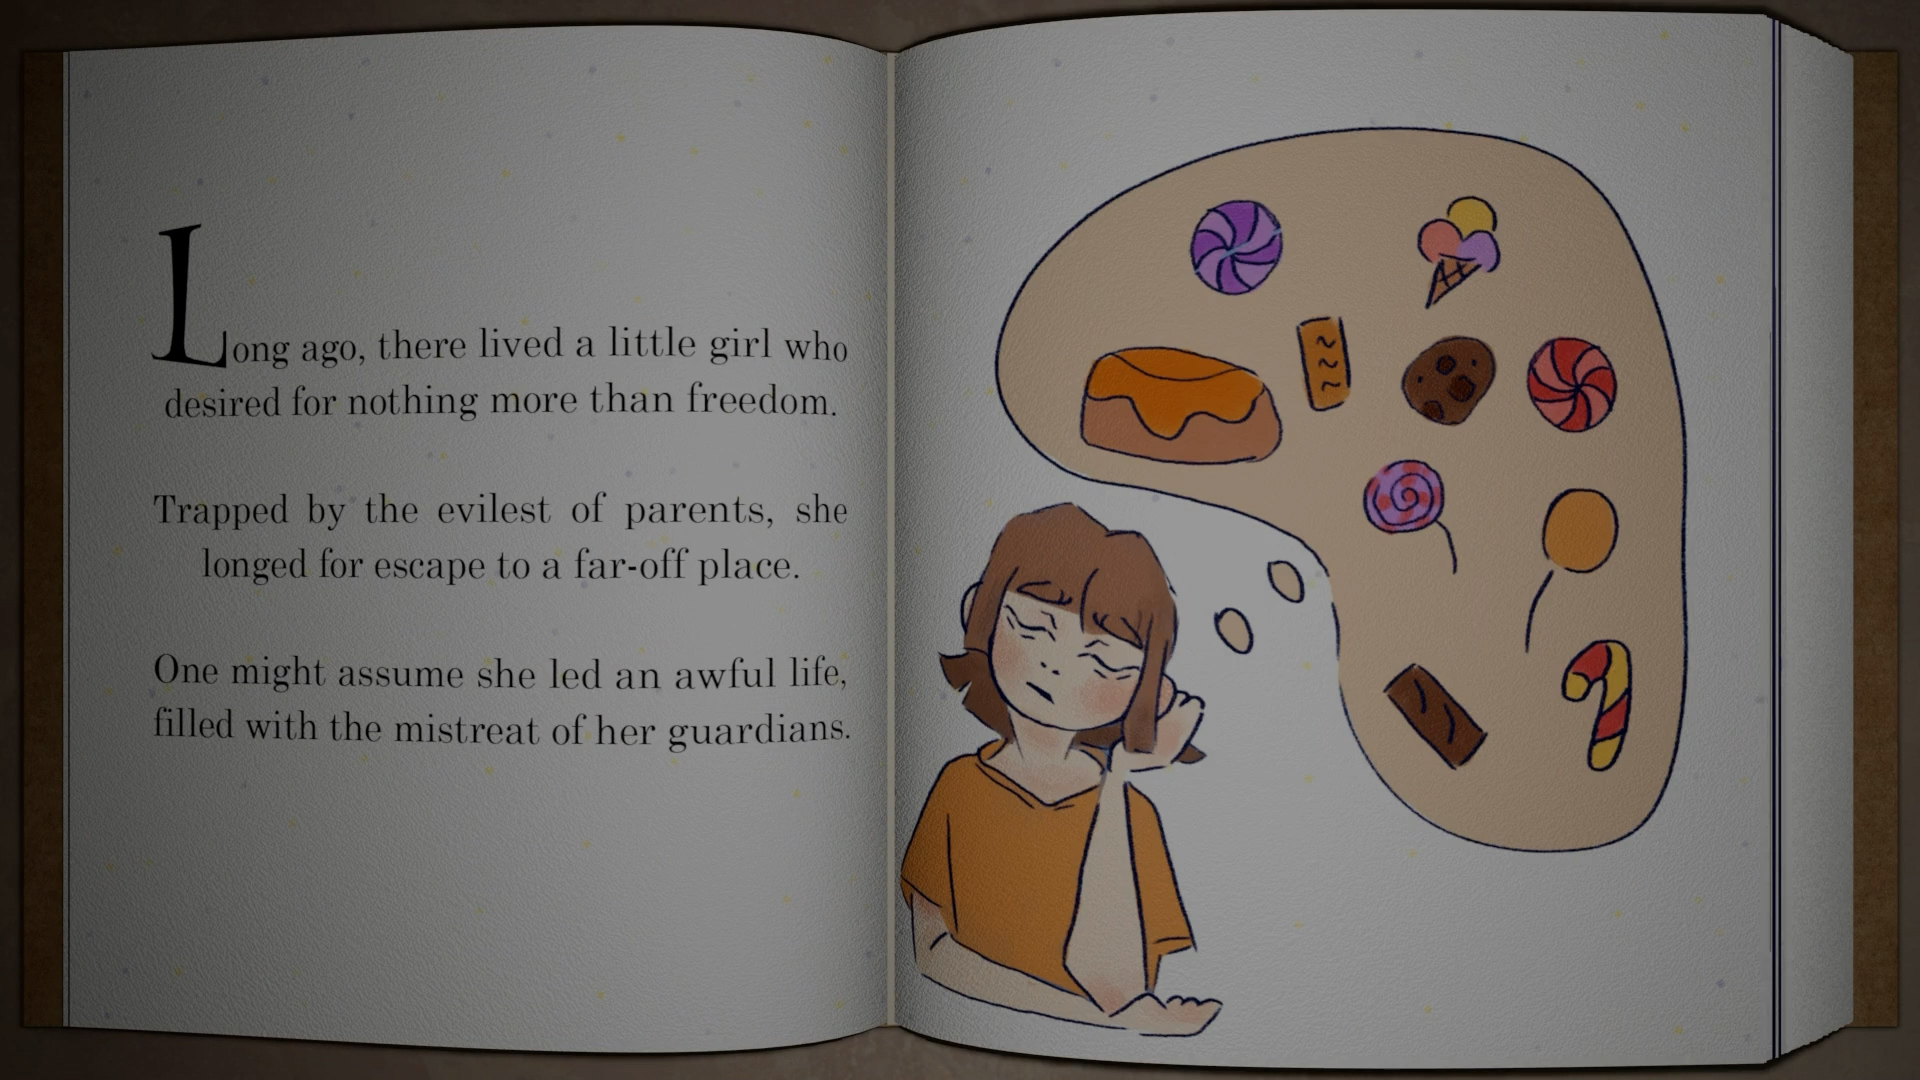 Long ago, there lived a little girl who
desired for nothing more than freedom.
Trapped by the evilest of parents, she
longed for escape to a far-off place.
One might assume she led an awful life,
filled with the mistreat of her guardians.